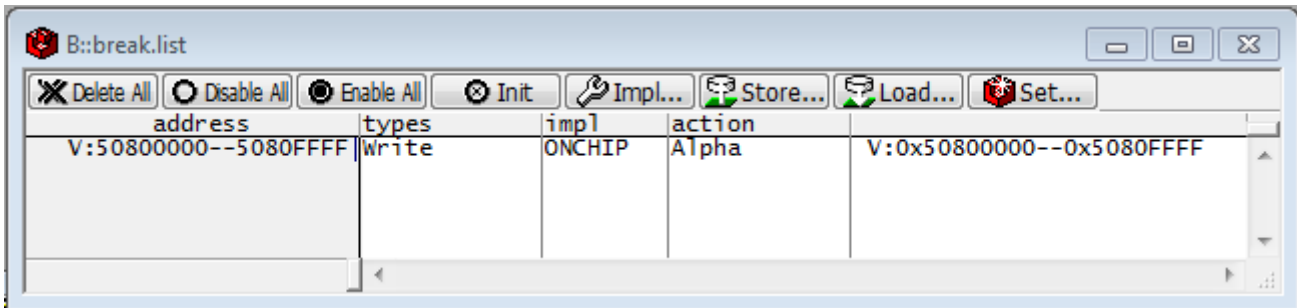 B::break.list
Delete All Disable All Enable All Init Impl... Store... Load... Set...
address types impl action
V:50800000--5080FFFF Write ONCHIP Alpha V:0x50800000--0x5080FFFF